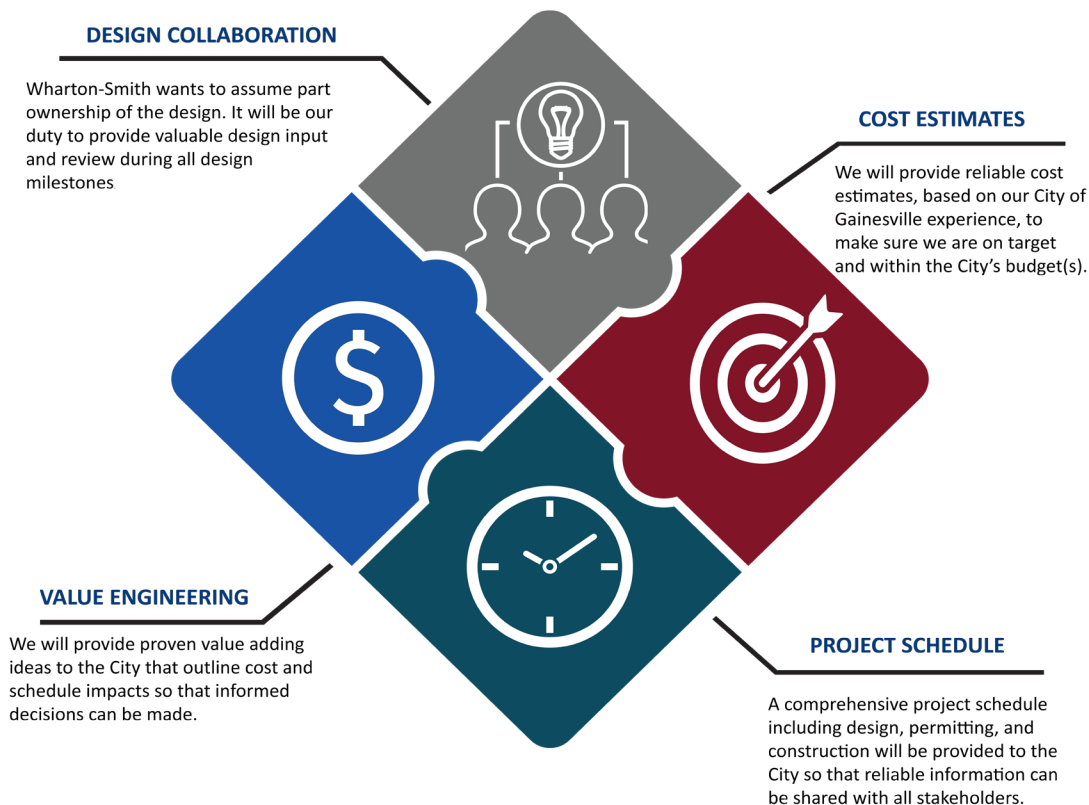 DESIGN COLLABORATION
Wharton-Smith wants to assume part
ownership of the design. It will be our
duty to provide valuable design input
and review during all design
milestones
COST ESTIMATES
We will provide reliable cost
estimates, based on our City of
Gainesville experience, to
make sure we are on target
and within the City's budget(s).
$
VALUE ENGINEERING
We will provide proven value adding
ideas to the City that outline cost and
schedule impacts so that informed
decisions can be made.
PROJECT SCHEDULE
A comprehensive project schedule
including design, permitting, and
construction will be provided to the
City so that reliable information can
be shared with all stakeholders.